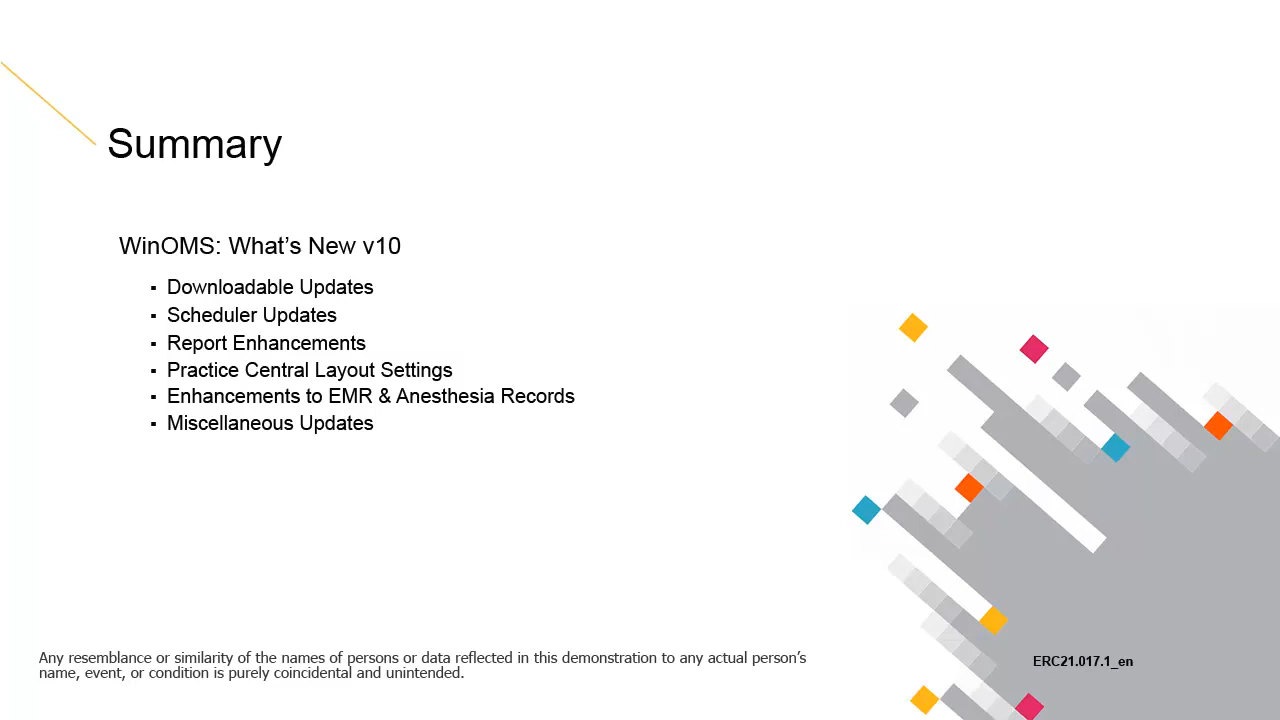 Summary
WinOMS: What's New v10
▪ Downloadable Updates
▪ Scheduler Updates
▪ Report Enhancements
▪ Practice Central Layout Settings
▪ Enhancements to EMR & Anesthesia Records
▪ Miscellaneous Updates
Any resemblance or similarity of the names of persons or data reflected in this demonstration to any actual person's
name, event, or condition is purely coincidental and unintended.
ERC21.017.1_en